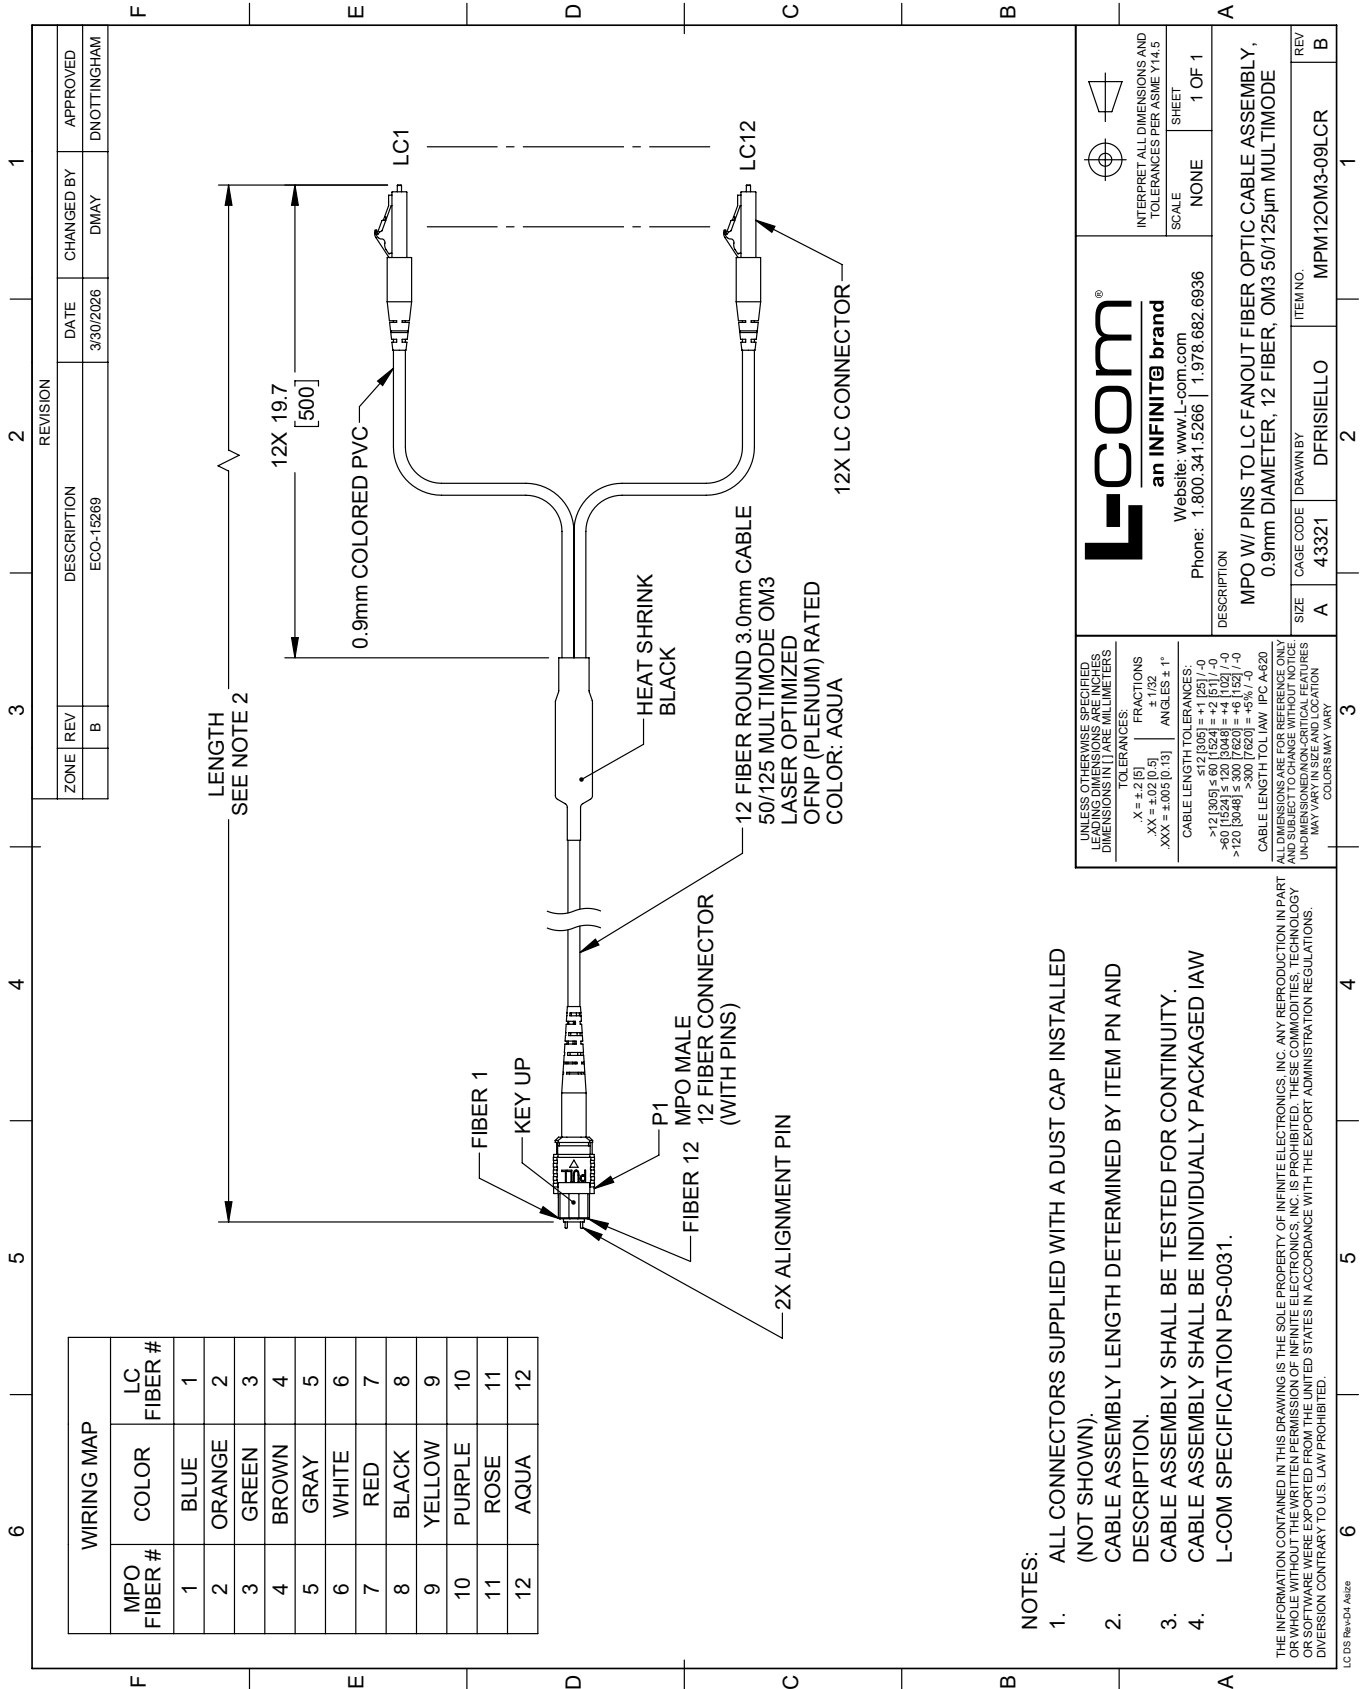 6
5
4
3
2
1
F
E
D
C
B
A
WIRING MAP
MPO FIBER #
COLOR
LC FIBER #
1 BLUE 1
2 ORANGE 2
3 GREEN 3
4 BROWN 4
5 GRAY 5
6 WHITE 6
7 RED 7
8 BLACK 8
9 YELLOW 9
10 PURPLE 10
11 ROSE 11
12 AQUA 12
REVISION
ZONE REV DESCRIPTION DATE CHANGED BY APPROVED
B ECO-15269 3/30/2026 DMAY DNOTTINGHAM
LENGTH
SEE NOTE 2
12X 19.7
[500]
0.9mm COLORED PVC
LC1
LC12
12X LC CONNECTOR
HEAT SHRINK
BLACK
12 FIBER ROUND 3.0mm CABLE
50/125 MULTIMODE OM3
LASER OPTIMIZED
OFNP (PLENUM) RATED
COLOR: AQUA
FIBER 1
KEY UP
PULL
P1
MPO MALE
12 FIBER CONNECTOR
(WITH PINS)
FIBER 12
2X ALIGNMENT PIN
NOTES:
1. ALL CONNECTORS SUPPLIED WITH A DUST CAP INSTALLED
(NOT SHOWN).
2. CABLE ASSEMBLY LENGTH DETERMINED BY ITEM PN AND
DESCRIPTION.
3. CABLE ASSEMBLY SHALL BE TESTED FOR CONTINUITY.
4. CABLE ASSEMBLY SHALL BE INDIVIDUALLY PACKAGED IAW
L-COM SPECIFICATION PS-0031.
THE INFORMATION CONTAINED IN THIS DRAWING IS THE SOLE PROPERTY OF INFINITE ELECTRONICS, INC. ANY REPRODUCTION IN PART
OR WHOLE WITHOUT THE WRITTEN PERMISSION OF INFINITE ELECTRONICS, INC. IS PROHIBITED. THESE COMMODITIES, TECHNOLOGY
OR SOFTWARE WERE EXPORTED FROM THE UNITED STATES IN ACCORDANCE WITH THE EXPORT ADMINISTRATION REGULATIONS.
DIVERSION CONTRARY TO U.S. LAW PROHIBITED.
UNLESS OTHERWISE SPECIFIED
LEADING DIMENSIONS ARE INCHES
DIMENSIONS IN [ ] ARE MILLIMETERS
TOLERANCES:
.X = ±.2 [5]
.XX = ±.02 [0.5]
.XXX = ±.005 [0.13]
FRACTIONS
± 1/32
ANGLES ± 1°
CABLE LENGTH TOLERANCES:
≤12 [305] = +1 [25] / -0
>12 [305] ≤ 60 [1524] = +2 [51] / -0
>60 [1524] ≤ 120 [3048] = +4 [102] / -0
>120 [3048] ≤ 300 [7620] = +6 [152] / -0
>300 [7620] = +5% / -0
CABLE LENGTH TOL IAW IPC A-620
ALL DIMENSIONS ARE FOR REFERENCE ONLY
AND SUBJECT TO CHANGE WITHOUT NOTICE.
UN-DIMENSIONED/NON-CRITICAL FEATURES
MAY VARY IN SIZE AND LOCATION
COLORS MAY VARY
L-com®
an INFINITE brand
Website: www.L-com.com
Phone: 1.800.341.5266 | 1.978.682.6936
INTERPRET ALL DIMENSIONS AND
TOLERANCES PER ASME Y14.5
SCALE
NONE
SHEET
1 OF 1
DESCRIPTION
MPO W/ PINS TO LC FANOUT FIBER OPTIC CABLE ASSEMBLY,
0.9mm DIAMETER, 12 FIBER, OM3 50/125µm MULTIMODE
SIZE
A
CAGE CODE
43321
DRAWN BY
DFRISIELLO
ITEM NO.
MPM12OM3-09LCR
REV
B
LC DS Rev-D4 Asize
6
5
4
3
2
1
F
E
D
C
B
A